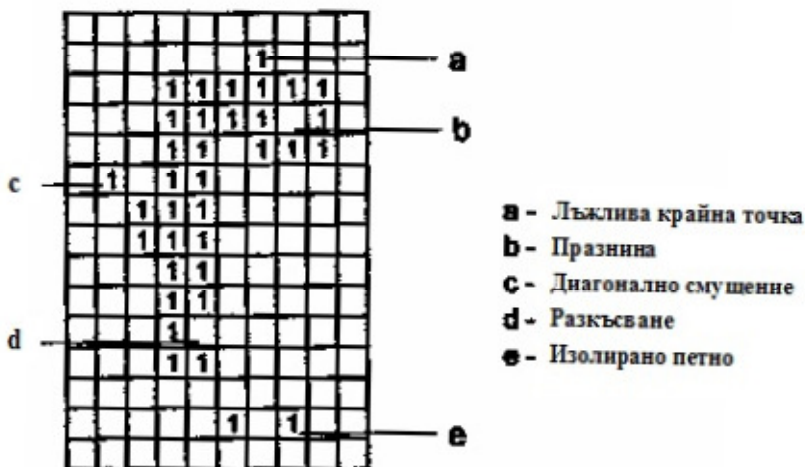 1
a
1 1 1 1 1 1
1 1 1 1 1
b
1 1 1 1 1
c
1 1 1
1 1 1
1 1 1
1 1
1 1
1
d
1 1
1 1
e
a - Лъжлива крайна точка
b - Празнина
c - Диагонално смущение
d - Разкъсване
e - Изолирано петно